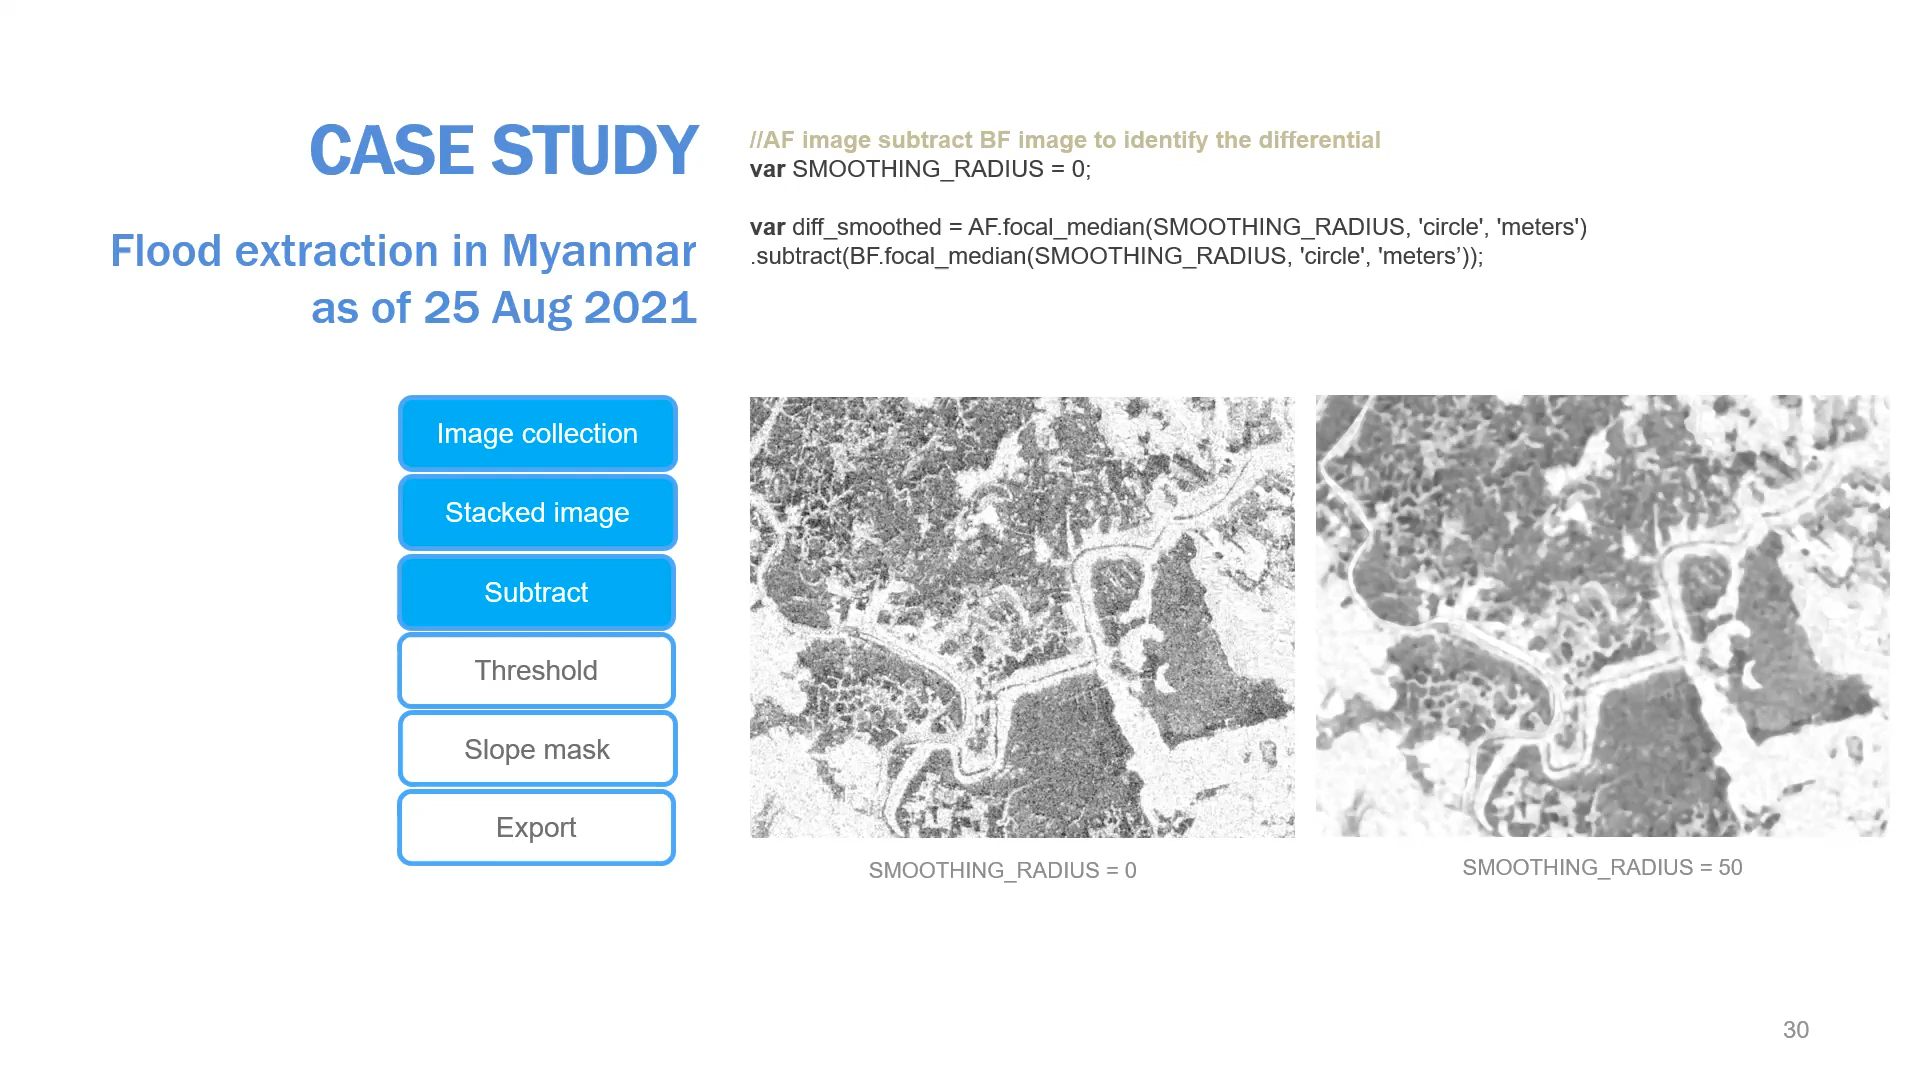 CASE STUDY
Flood extraction in Myanmar
as of 25 Aug 2021
//AF image subtract BF image to identify the differential
var SMOOTHING_RADIUS = 0;
var diff_smoothed = AF.focal_median(SMOOTHING_RADIUS, 'circle', 'meters')
.subtract(BF.focal_median(SMOOTHING_RADIUS, 'circle', 'meters’));
Image collection
Stacked image
Subtract
Threshold
Slope mask
Export
SMOOTHING_RADIUS = 0
SMOOTHING_RADIUS = 50
30